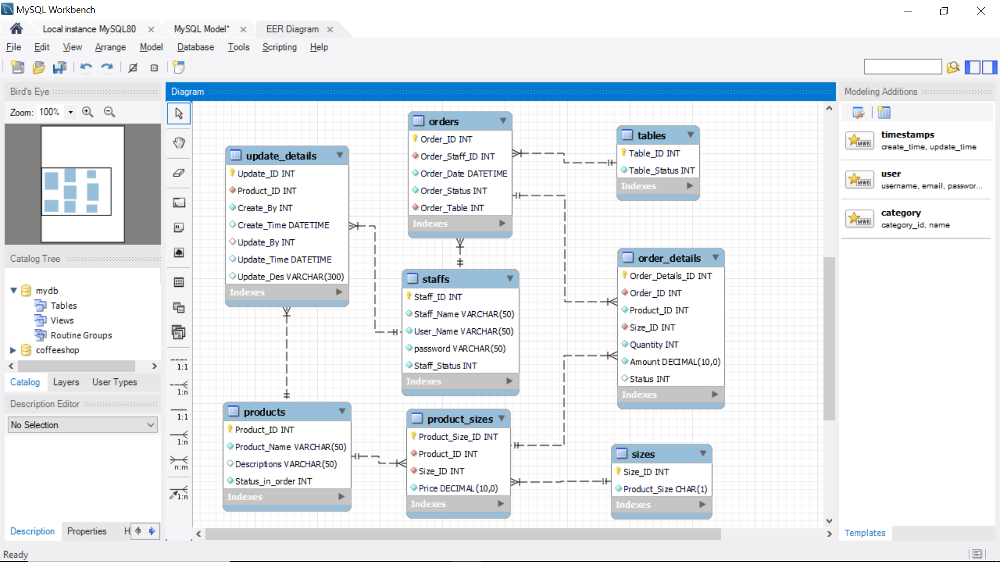 MySQL Workbench
Local instance MySQL80
MySQL Model*
EER Diagram
File Edit View Arrange Model Database Tools Scripting Help
Bird's Eye
Zoom: 100%
Catalog Tree
mydb
Tables
Views
Routine Groups
coffeeshop
Catalog Layers User Types
Description Editor
No Selection
Description Properties H
Ready
Diagram
1:1
1:n
1:1
1:n
n:m
1:n
update_details
Update_ID INT
Product_ID INT
Create_By INT
Create_Time DATETIME
Update_By INT
Update_Time DATETIME
Update_Des VARCHAR(300)
Indexes
orders
Order_ID INT
Order_Staff_ID INT
Order_Date DATETIME
Order_Status INT
Order_Table INT
Indexes
tables
Table_ID INT
Table_Status INT
Indexes
staffs
Staff_ID INT
Staff_Name VARCHAR(50)
User_Name VARCHAR(50)
password VARCHAR(50)
Staff_Status INT
Indexes
order_details
Order_Details_ID INT
Order_ID INT
Product_ID INT
Size_ID INT
Quantity INT
Amount DECIMAL(10,0)
Status INT
Indexes
products
Product_ID INT
Product_Name VARCHAR(50)
Descriptions VARCHAR(50)
Status_in_order INT
Indexes
product_sizes
Product_Size_ID INT
Product_ID INT
Size_ID INT
Price DECIMAL(10,0)
Indexes
sizes
Size_ID INT
Product_Size CHAR(1)
Indexes
Modeling Additions
MWB
timestamps
create_time, update_time
MWB
user
username, email, passwor...
MWB
category
category_id, name
Templates